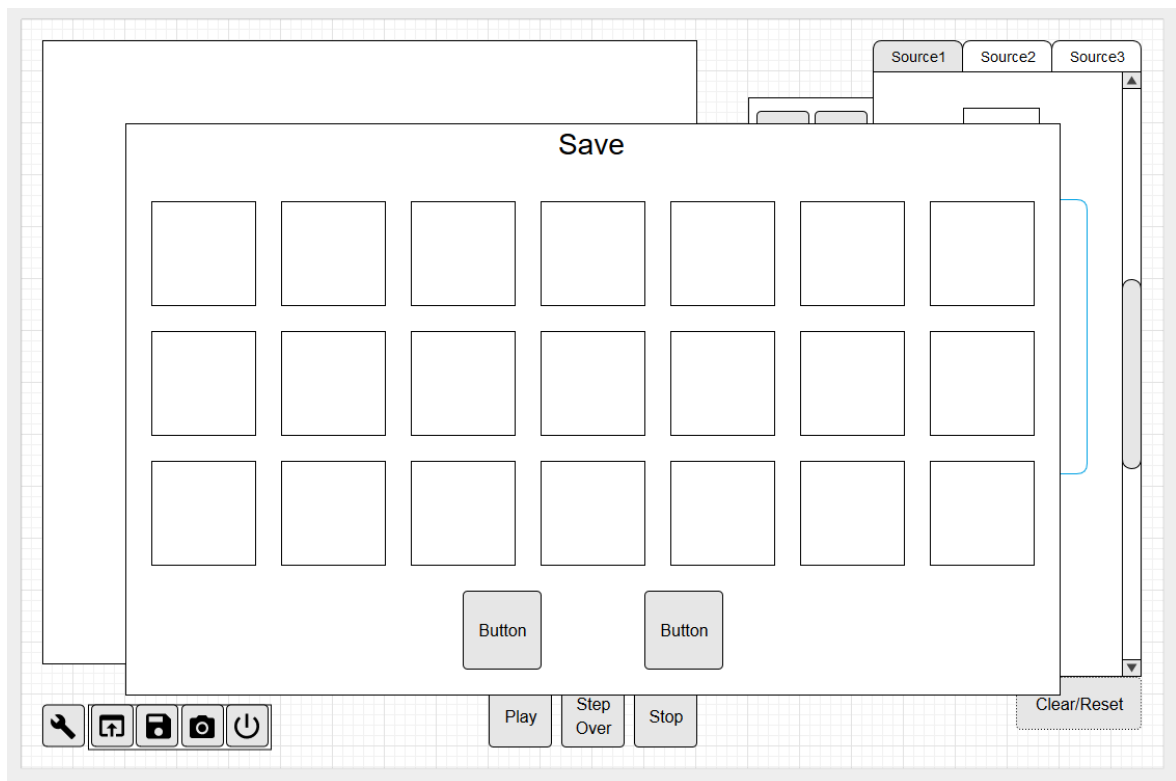 Source1
Source2
Source3
Save
Button
Button
Play
Step
Over
Stop
Clear/Reset